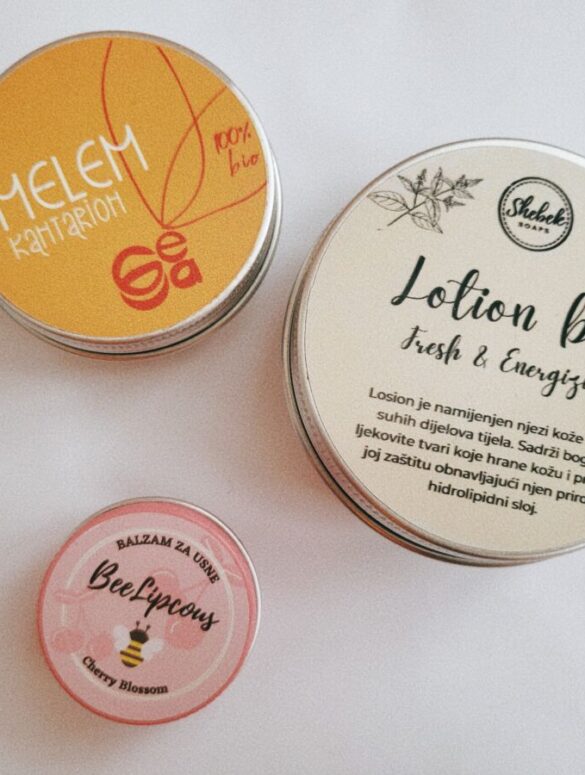 MELEM
KANTARION
100%
bio
Shebek
SOAPS
Lotion B
Fresh & Energizi
Losion je namijenjen njezi kože
suhih dijelova tijela. Sadrži bog
ljekovite tvari koje hrane kožu i p
joj zaštitu obnavljajući njen priro
hidrolipidni sloj.
BALZAM ZA USNE
BeeLipcous
Cherry Blossom